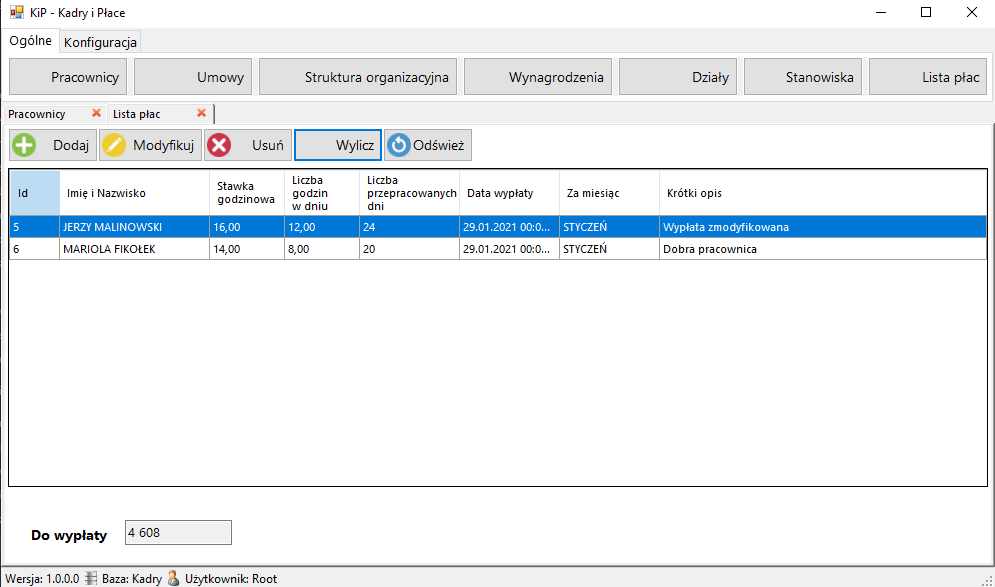 KiP - Kadry i Płace
Ogólne Konfiguracja
Pracownicy Umowy Struktura organizacyjna Wynagrodzenia Działy Stanowiska Lista płac
Pracownicy Lista płac
Dodaj Modyfikuj Usuń Wylicz Odśwież
Id Imię i Nazwisko Stawka godzinowa Liczba godzin w dniu Liczba przepracowanych dni Data wypłaty Za miesiąc Krótki opis
5 JERZY MALINOWSKI 16,00 12,00 24 29.01.2021 00:0... STYCZEŃ Wypłata zmodyfikowana
6 MARIOLA FIKOŁEK 14,00 8,00 20 29.01.2021 00:0... STYCZEŃ Dobra pracownica
Do wypłaty 4 608
Wersja: 1.0.0.0 Baza: Kadry Użytkownik: Root